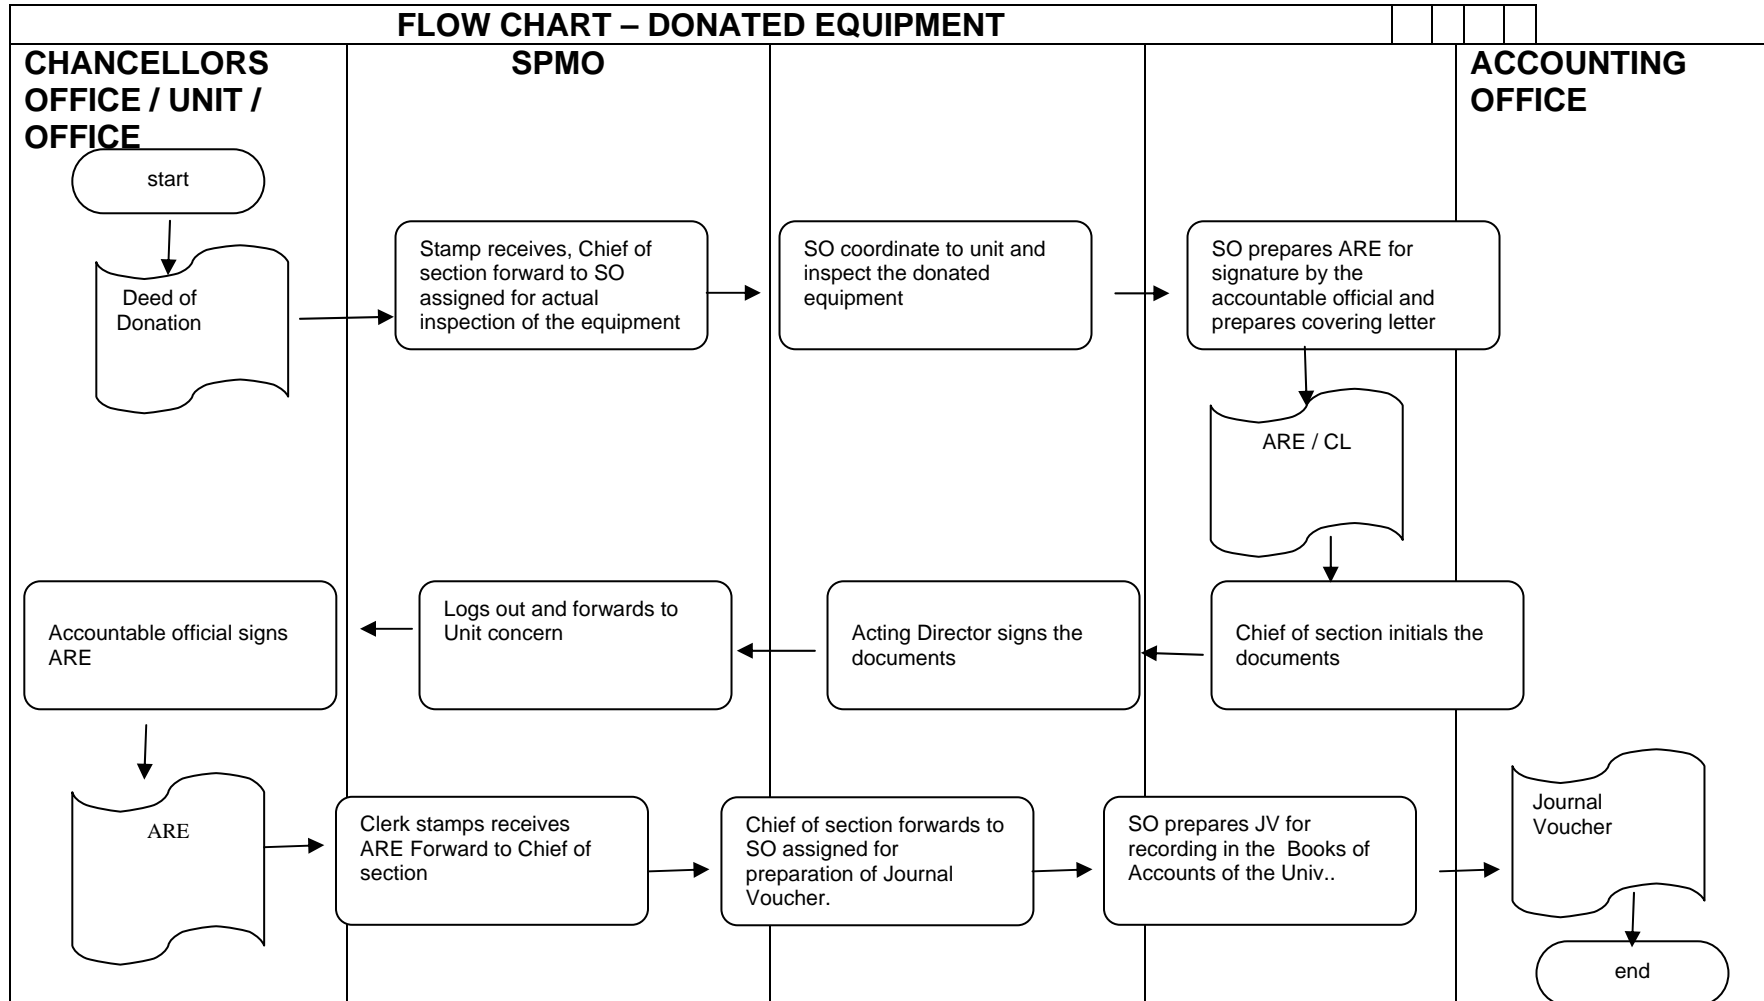 FLOW CHART – DONATED EQUIPMENT
CHANCELLORS
OFFICE / UNIT /
OFFICE
SPMO
ACCOUNTING
OFFICE
start
Deed of
Donation
Stamp receives, Chief of
section forward to SO
assigned for actual
inspection of the equipment
SO coordinate to unit and
inspect the donated
equipment
SO prepares ARE for
signature by the
accountable official and
prepares covering letter
ARE / CL
Chief of section initials the
documents
Acting Director signs the
documents
Logs out and forwards to
Unit concern
Accountable official signs
ARE
ARE
Clerk stamps receives
ARE Forward to Chief of
section
Chief of section forwards to
SO assigned for
preparation of Journal
Voucher.
SO prepares JV for
recording in the  Books of
Accounts of the Univ..
Journal
Voucher
end